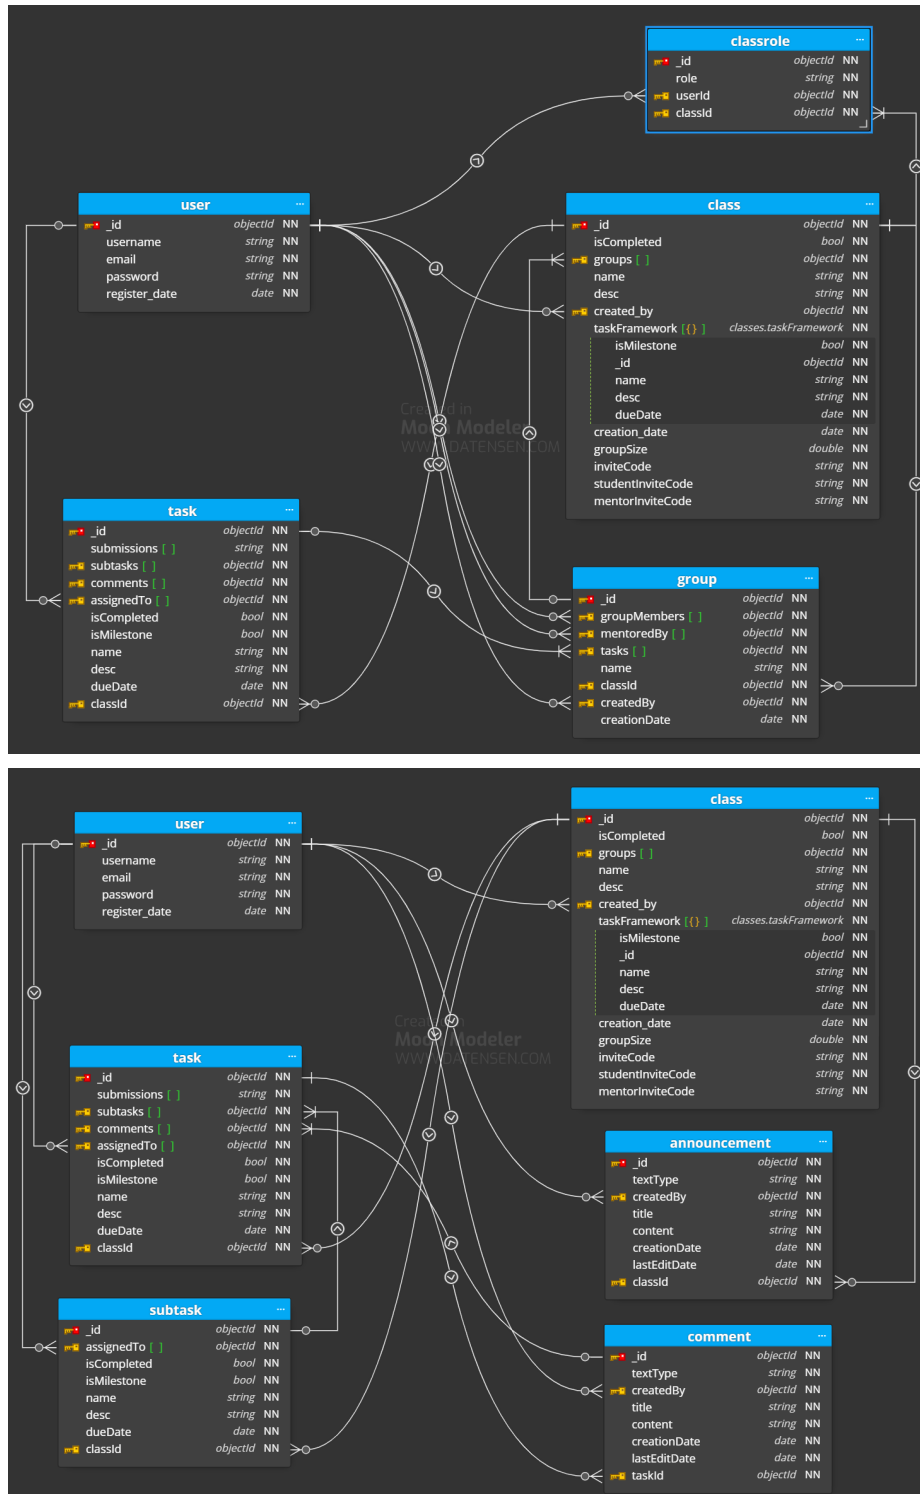 classrole ...
_id objectId NN
role string NN
userId objectId NN
classId objectId NN
user ...
_id objectId NN
username string NN
email string NN
password string NN
register_date date NN
class ...
_id objectId NN
isCompleted bool NN
groups [ ] objectId NN
name string NN
desc string NN
created_by objectId NN
taskFramework [{} ] classes.taskFramework NN
isMilestone bool NN
_id objectId NN
name string NN
desc string NN
dueDate date NN
creation_date date NN
groupSize double NN
inviteCode string NN
studentInviteCode string NN
mentorInviteCode string NN
Created in
Moon Modeler
WWW.DATENSEN.COM
task ...
_id objectId NN
submissions [ ] string NN
subtasks [ ] objectId NN
comments [ ] objectId NN
assignedTo [ ] objectId NN
isCompleted bool NN
isMilestone bool NN
name string NN
desc string NN
dueDate date NN
classId objectId NN
group ...
_id objectId NN
groupMembers [ ] objectId NN
mentoredBy [ ] objectId NN
tasks [ ] objectId NN
name string NN
classId objectId NN
createdBy objectId NN
creationDate date NN
user ...
_id objectId NN
username string NN
email string NN
password string NN
register_date date NN
class ...
_id objectId NN
isCompleted bool NN
groups [ ] objectId NN
name string NN
desc string NN
created_by objectId NN
taskFramework [{} ] classes.taskFramework NN
isMilestone bool NN
_id objectId NN
name string NN
desc string NN
dueDate date NN
creation_date date NN
groupSize double NN
inviteCode string NN
studentInviteCode string NN
mentorInviteCode string NN
Created in
Moon Modeler
WWW.DATENSEN.COM
task ...
_id objectId NN
submissions [ ] string NN
subtasks [ ] objectId NN
comments [ ] objectId NN
assignedTo [ ] objectId NN
isCompleted bool NN
isMilestone bool NN
name string NN
desc string NN
dueDate date NN
classId objectId NN
announcement ...
_id objectId NN
textType string NN
createdBy objectId NN
title string NN
content string NN
creationDate date NN
lastEditDate date NN
classId objectId NN
subtask ...
_id objectId NN
assignedTo [ ] objectId NN
isCompleted bool NN
isMilestone bool NN
name string NN
desc string NN
dueDate date NN
classId objectId NN
comment ...
_id objectId NN
textType string NN
createdBy objectId NN
title string NN
content string NN
creationDate date NN
lastEditDate date NN
taskId objectId NN